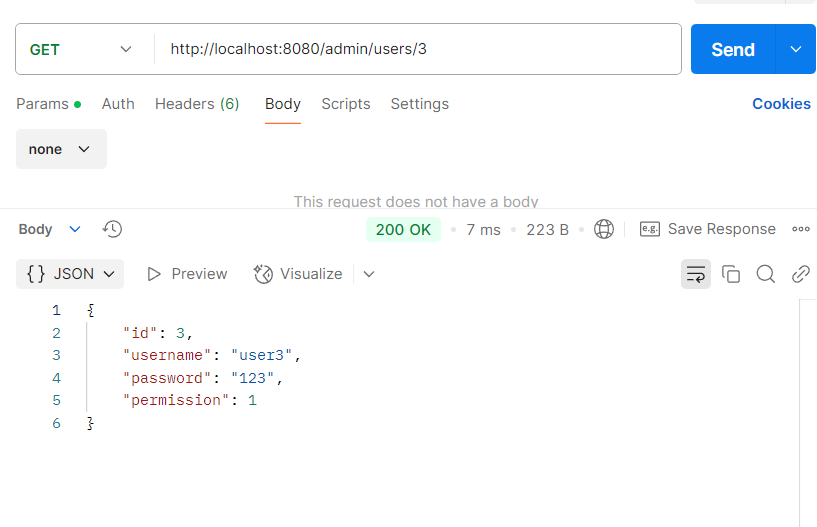 GET http://localhost:8080/admin/users/3 Send
Params Auth Headers (6) Body Scripts Settings Cookies
none
This request does not have a body
Body 200 OK 7 ms 223 B e.g. Save Response
{} JSON Preview Visualize
1 {
2 "id": 3,
3 "username": "user3",
4 "password": "123",
5 "permission": 1
6 }